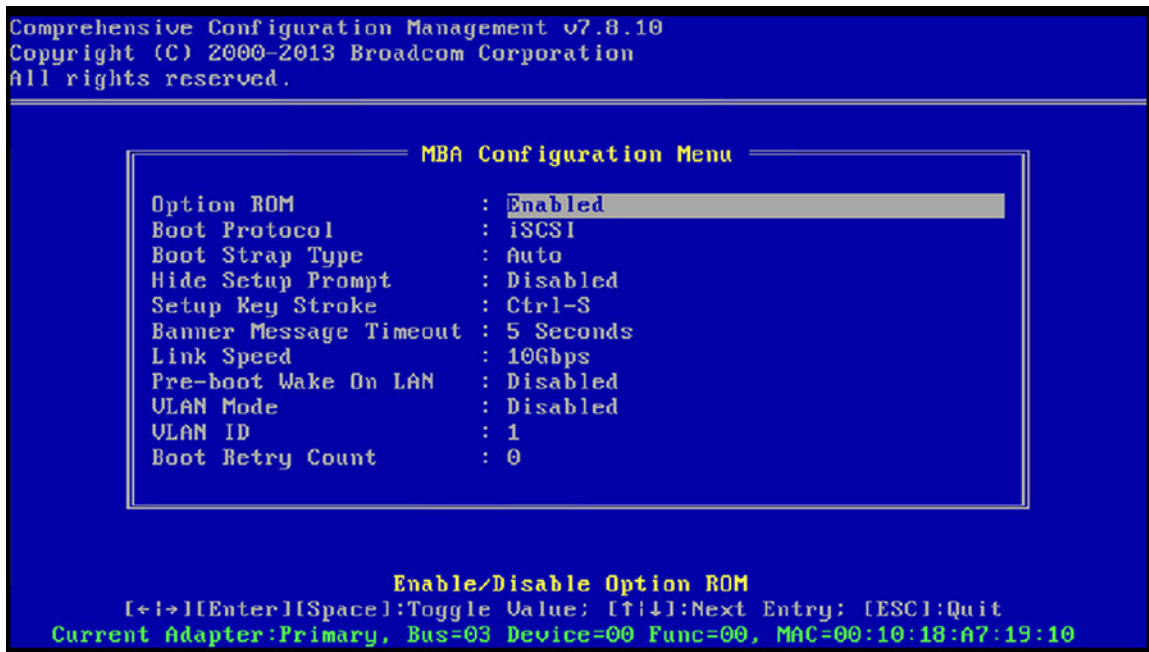 Comprehensive Configuration Management v7.8.10
Copyright (C) 2000-2013 Broadcom Corporation
All rights reserved.
MBA Configuration Menu
Option ROM : Enabled
Boot Protocol : iSCSI
Boot Strap Type : Auto
Hide Setup Prompt : Disabled
Setup Key Stroke : Ctrl-S
Banner Message Timeout : 5 Seconds
Link Speed : 10Gbps
Pre-boot Wake On LAN : Disabled
VLAN Mode : Disabled
VLAN ID : 1
Boot Retry Count : 0
Enable/Disable Option ROM
[←|→][Enter][Space]:Toggle Value; [↑|↓]:Next Entry; [ESC]:Quit
Current Adapter:Primary, Bus=03 Device=00 Func=00, MAC=00:10:18:A7:19:10